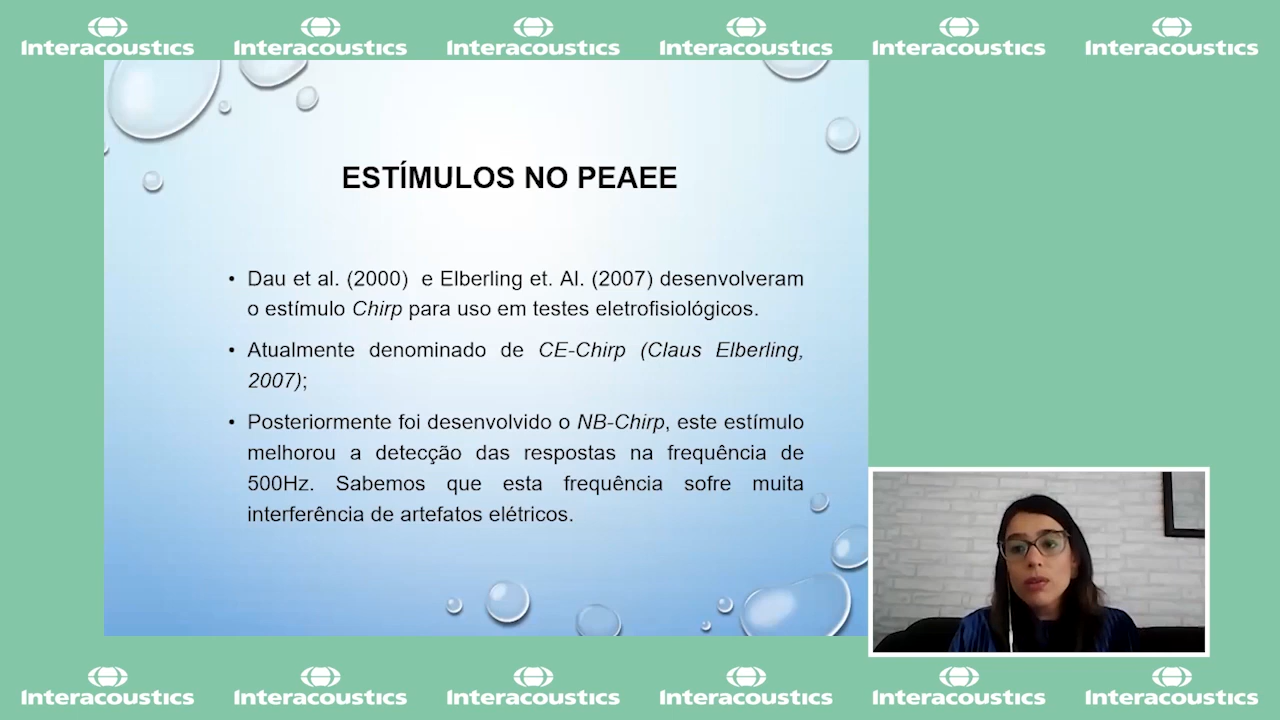 Interacoustics Interacoustics Interacoustics Interacoustics Interacoustics Interacoustics
ESTÍMULOS NO PEAEE
• Dau et al. (2000) e Elberling et. Al. (2007) desenvolveram
o estímulo Chirp para uso em testes eletrofisiológicos.
• Atualmente denominado de CE-Chirp (Claus Elberling,
2007);
• Posteriormente foi desenvolvido o NB-Chirp, este estímulo
melhorou a detecção das respostas na frequência de
500Hz. Sabemos que esta frequência sofre muita
interferência de artefatos elétricos.
Interacoustics Interacoustics Interacoustics Interacoustics Interacoustics Interacoustics